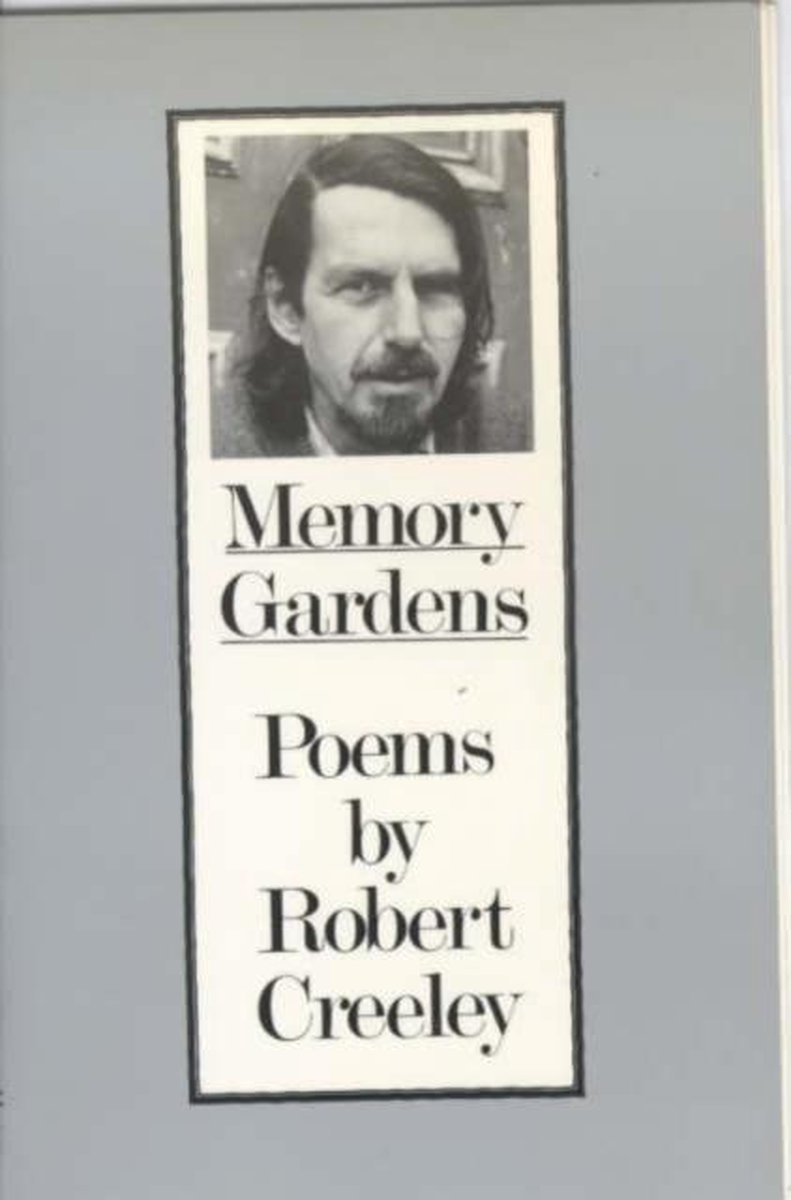 Memory
Gardens
Poems
by
Robert
Creeley